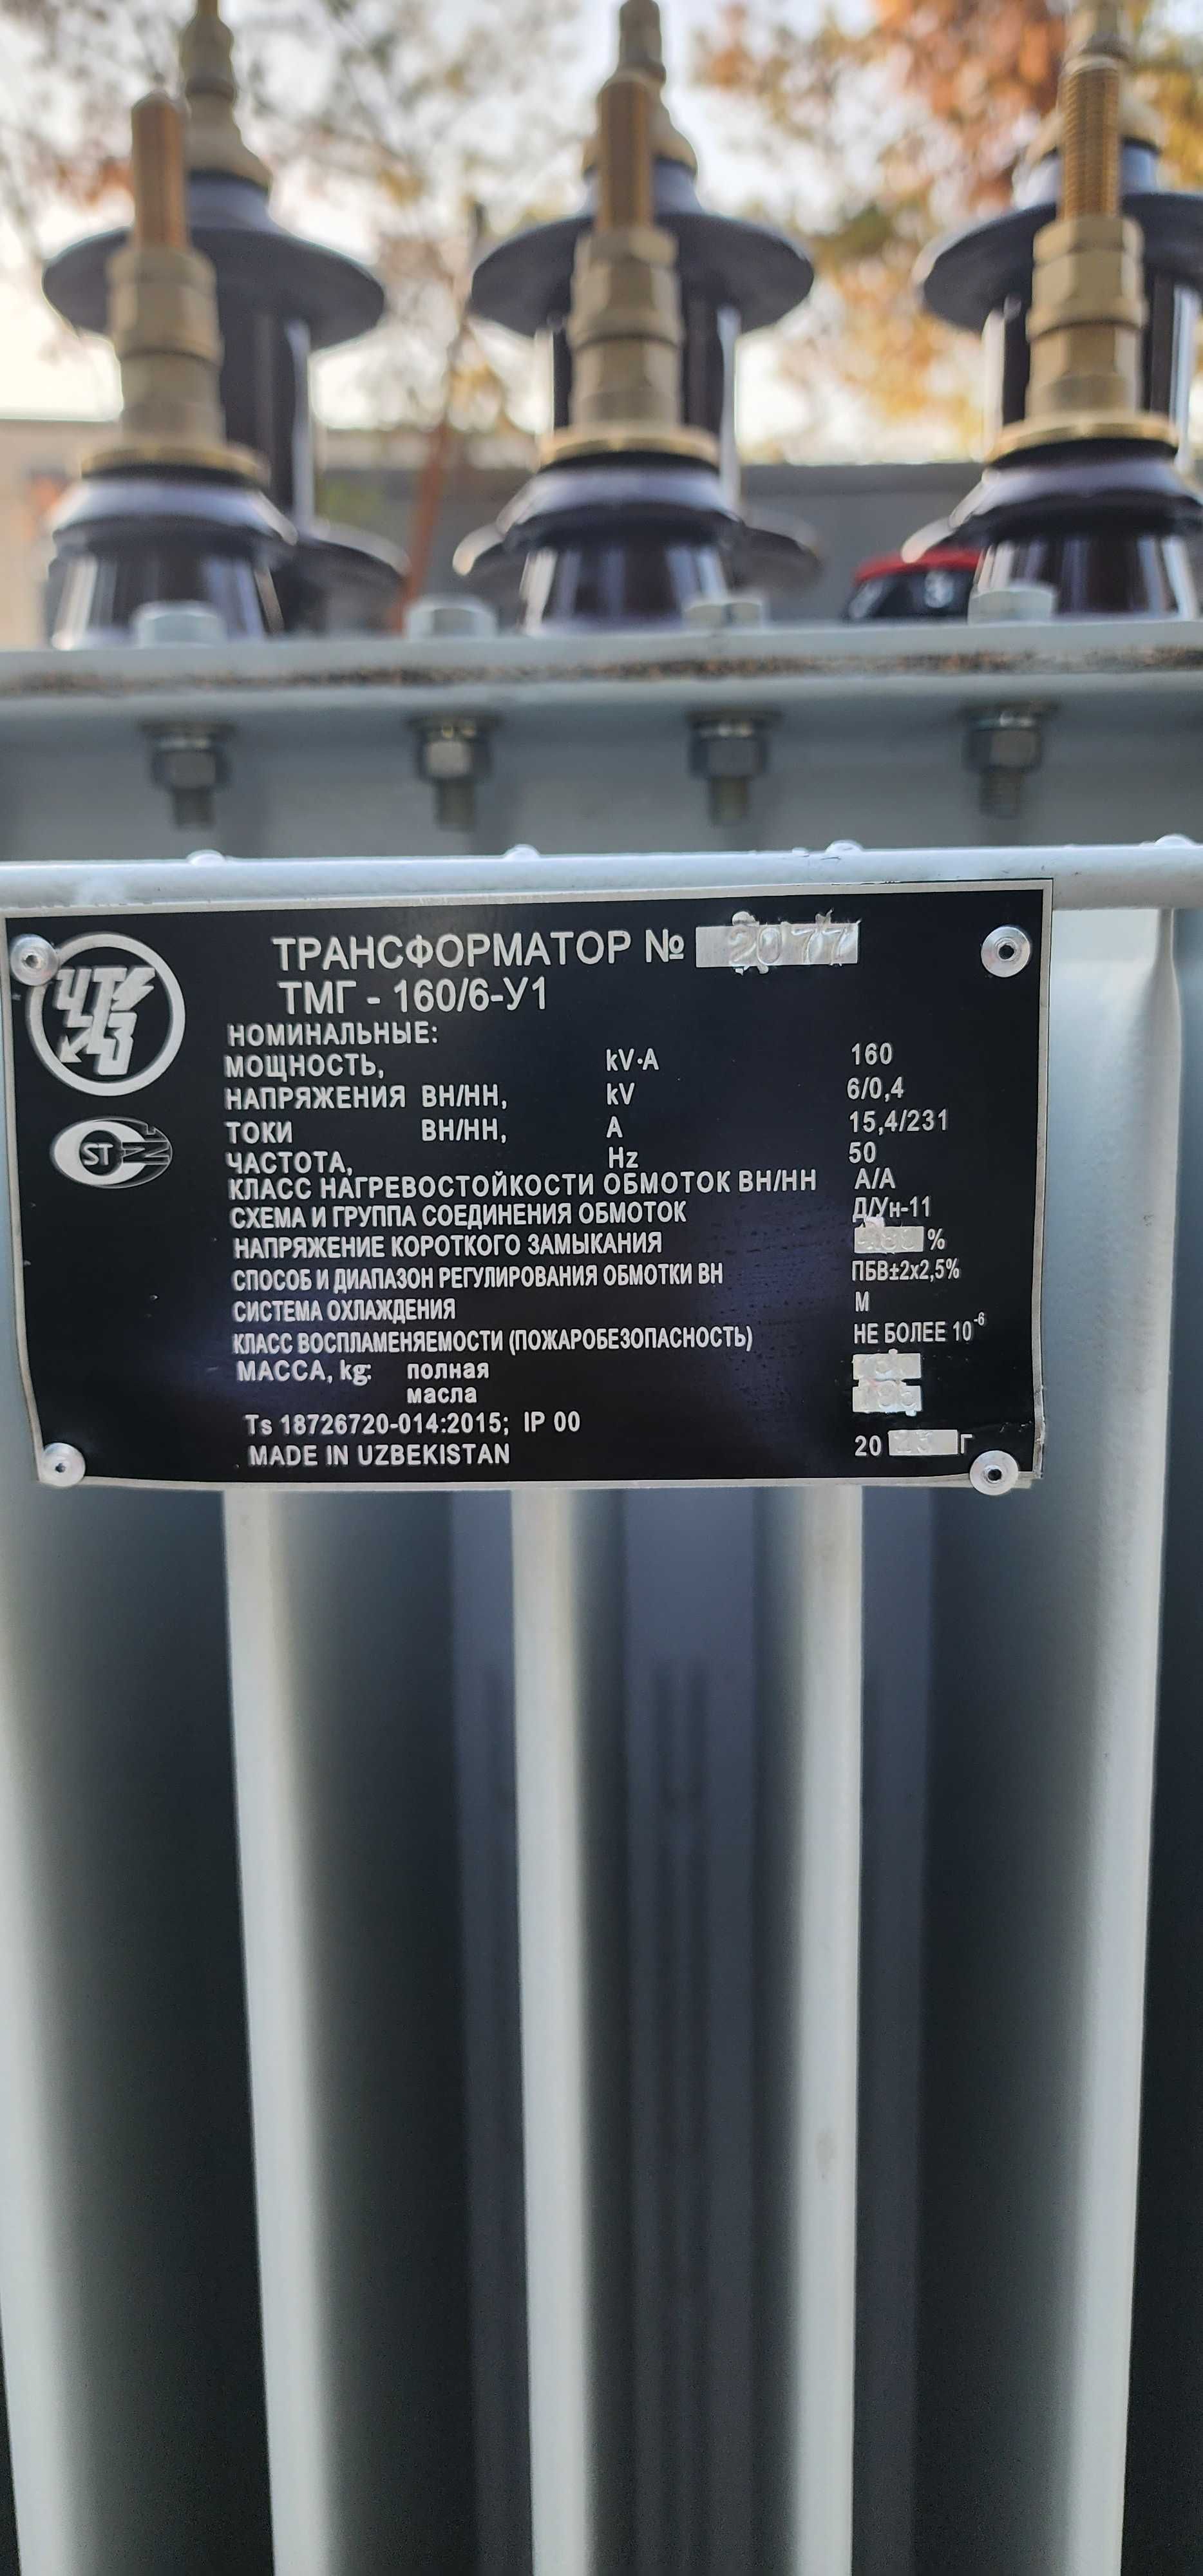 3
ЧТЗ
ТРАНСФОРМАТОР № 2077
ТМГ - 160/6-У1
НОМИНАЛЬНЫЕ:
МОЩНОСТЬ, kV·A 160
НАПРЯЖЕНИЯ ВН/НН, kV 6/0,4
ТОКИ ВН/НН, А 15,4/231
ST
ЧАСТОТА, Hz 50
КЛАСС НАГРЕВОСТОЙКОСТИ ОБМОТОК ВН/НН А/А
СХЕМА И ГРУППА СОЕДИНЕНИЯ ОБМОТОК Д/Ун-11
НАПРЯЖЕНИЕ КОРОТКОГО ЗАМЫКАНИЯ %
СПОСОБ И ДИАПАЗОН РЕГУЛИРОВАНИЯ ОБМОТКИ ВН ПБВ±2х2,5%
СИСТЕМА ОХЛАЖДЕНИЯ М
КЛАСС ВОСПЛАМЕНЯЕМОСТИ (ПОЖАРОБЕЗОПАСНОСТЬ) НЕ БОЛЕЕ 10⁻⁶
МАССА, kg: полная
масла
Ts 18726720-014:2015; IP 00
MADE IN UZBEKISTAN 20 Г